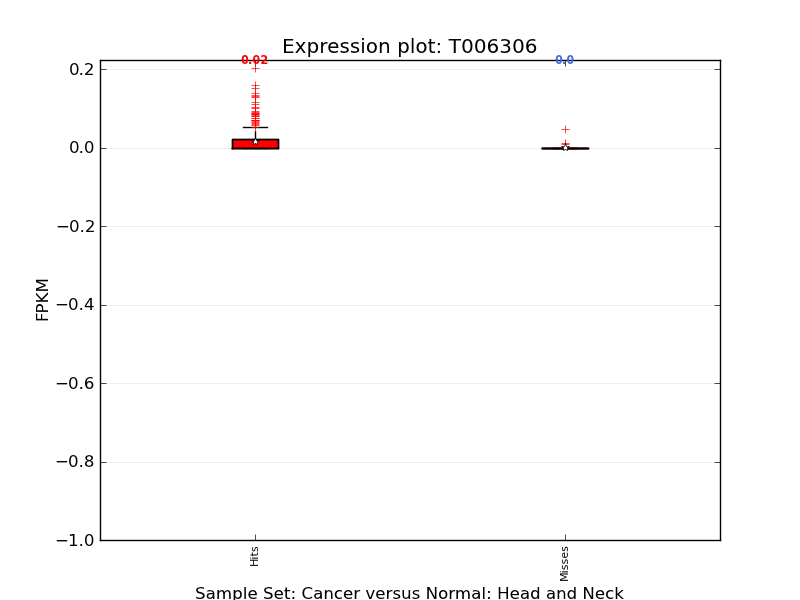 Expression plot: T006306
0.02
0.0
0.2
0.0
−0.2
−0.4
−0.6
−0.8
−1.0
FPKM
Hits
Misses
Sample Set: Cancer versus Normal: Head and Neck